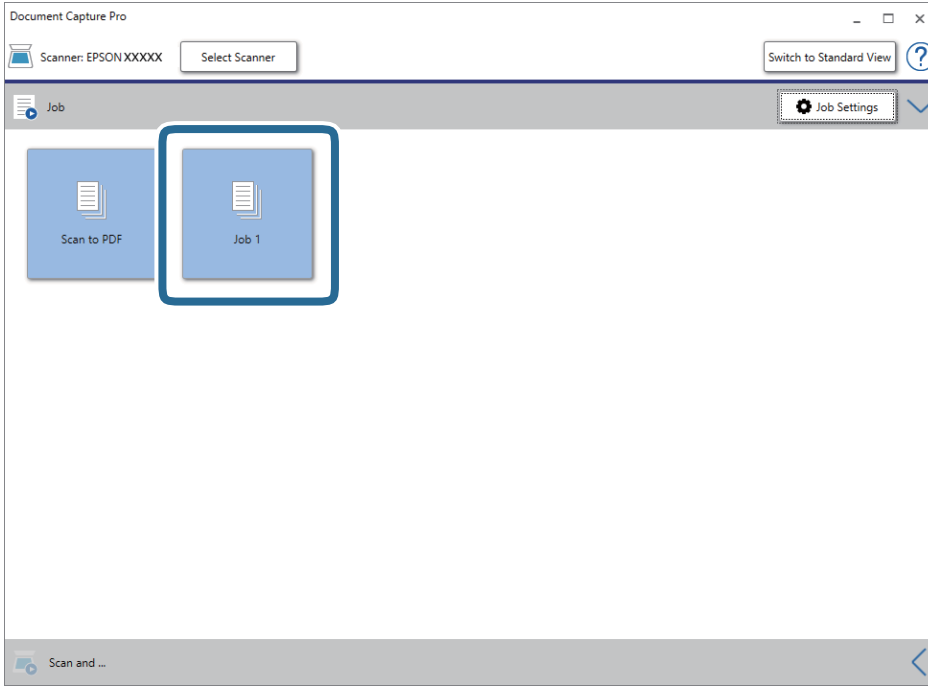 Document Capture Pro
Scanner: EPSON XXXXX
Select Scanner
Switch to Standard View
?
Job
Job Settings
Scan to PDF
Job 1
Scan and ...